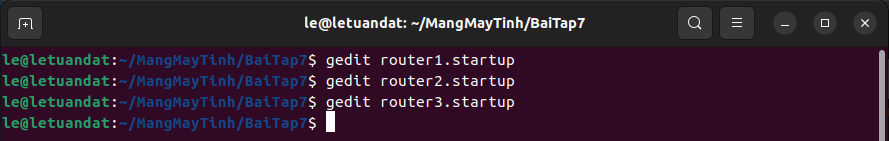 le@letuandat: ~/MangMayTinh/BaiTap7
le@letuandat:~/MangMayTinh/BaiTap7$ gedit router1.startup
le@letuandat:~/MangMayTinh/BaiTap7$ gedit router2.startup
le@letuandat:~/MangMayTinh/BaiTap7$ gedit router3.startup
le@letuandat:~/MangMayTinh/BaiTap7$